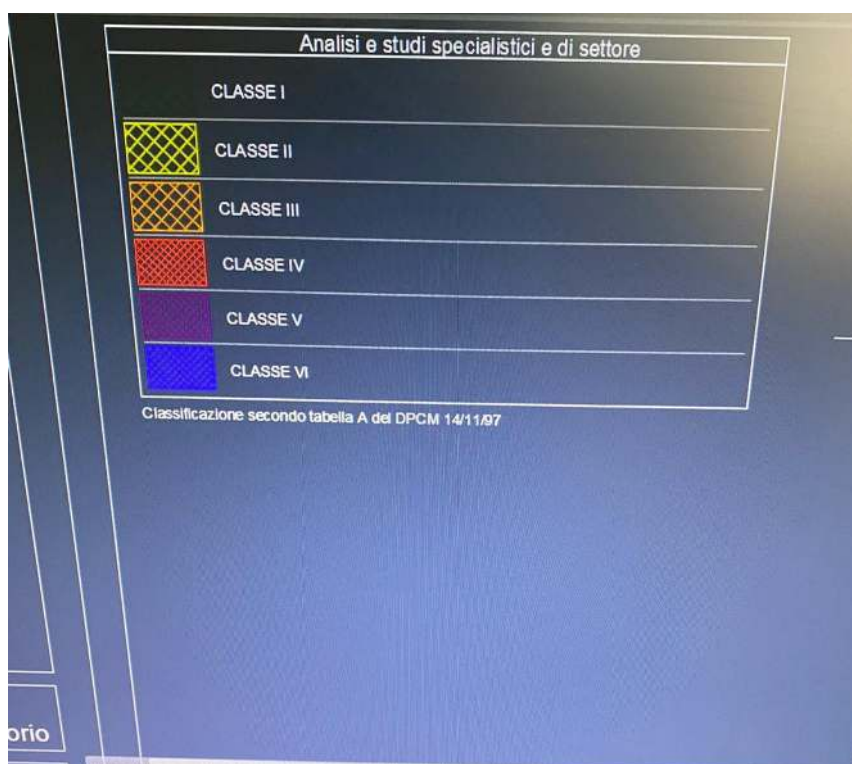 Analisi e studi specialistici e di settore
CLASSE I
CLASSE II
CLASSE III
CLASSE IV
CLASSE V
CLASSE VI
Classificazione secondo tabella A del DPCM 14/11/97
orio